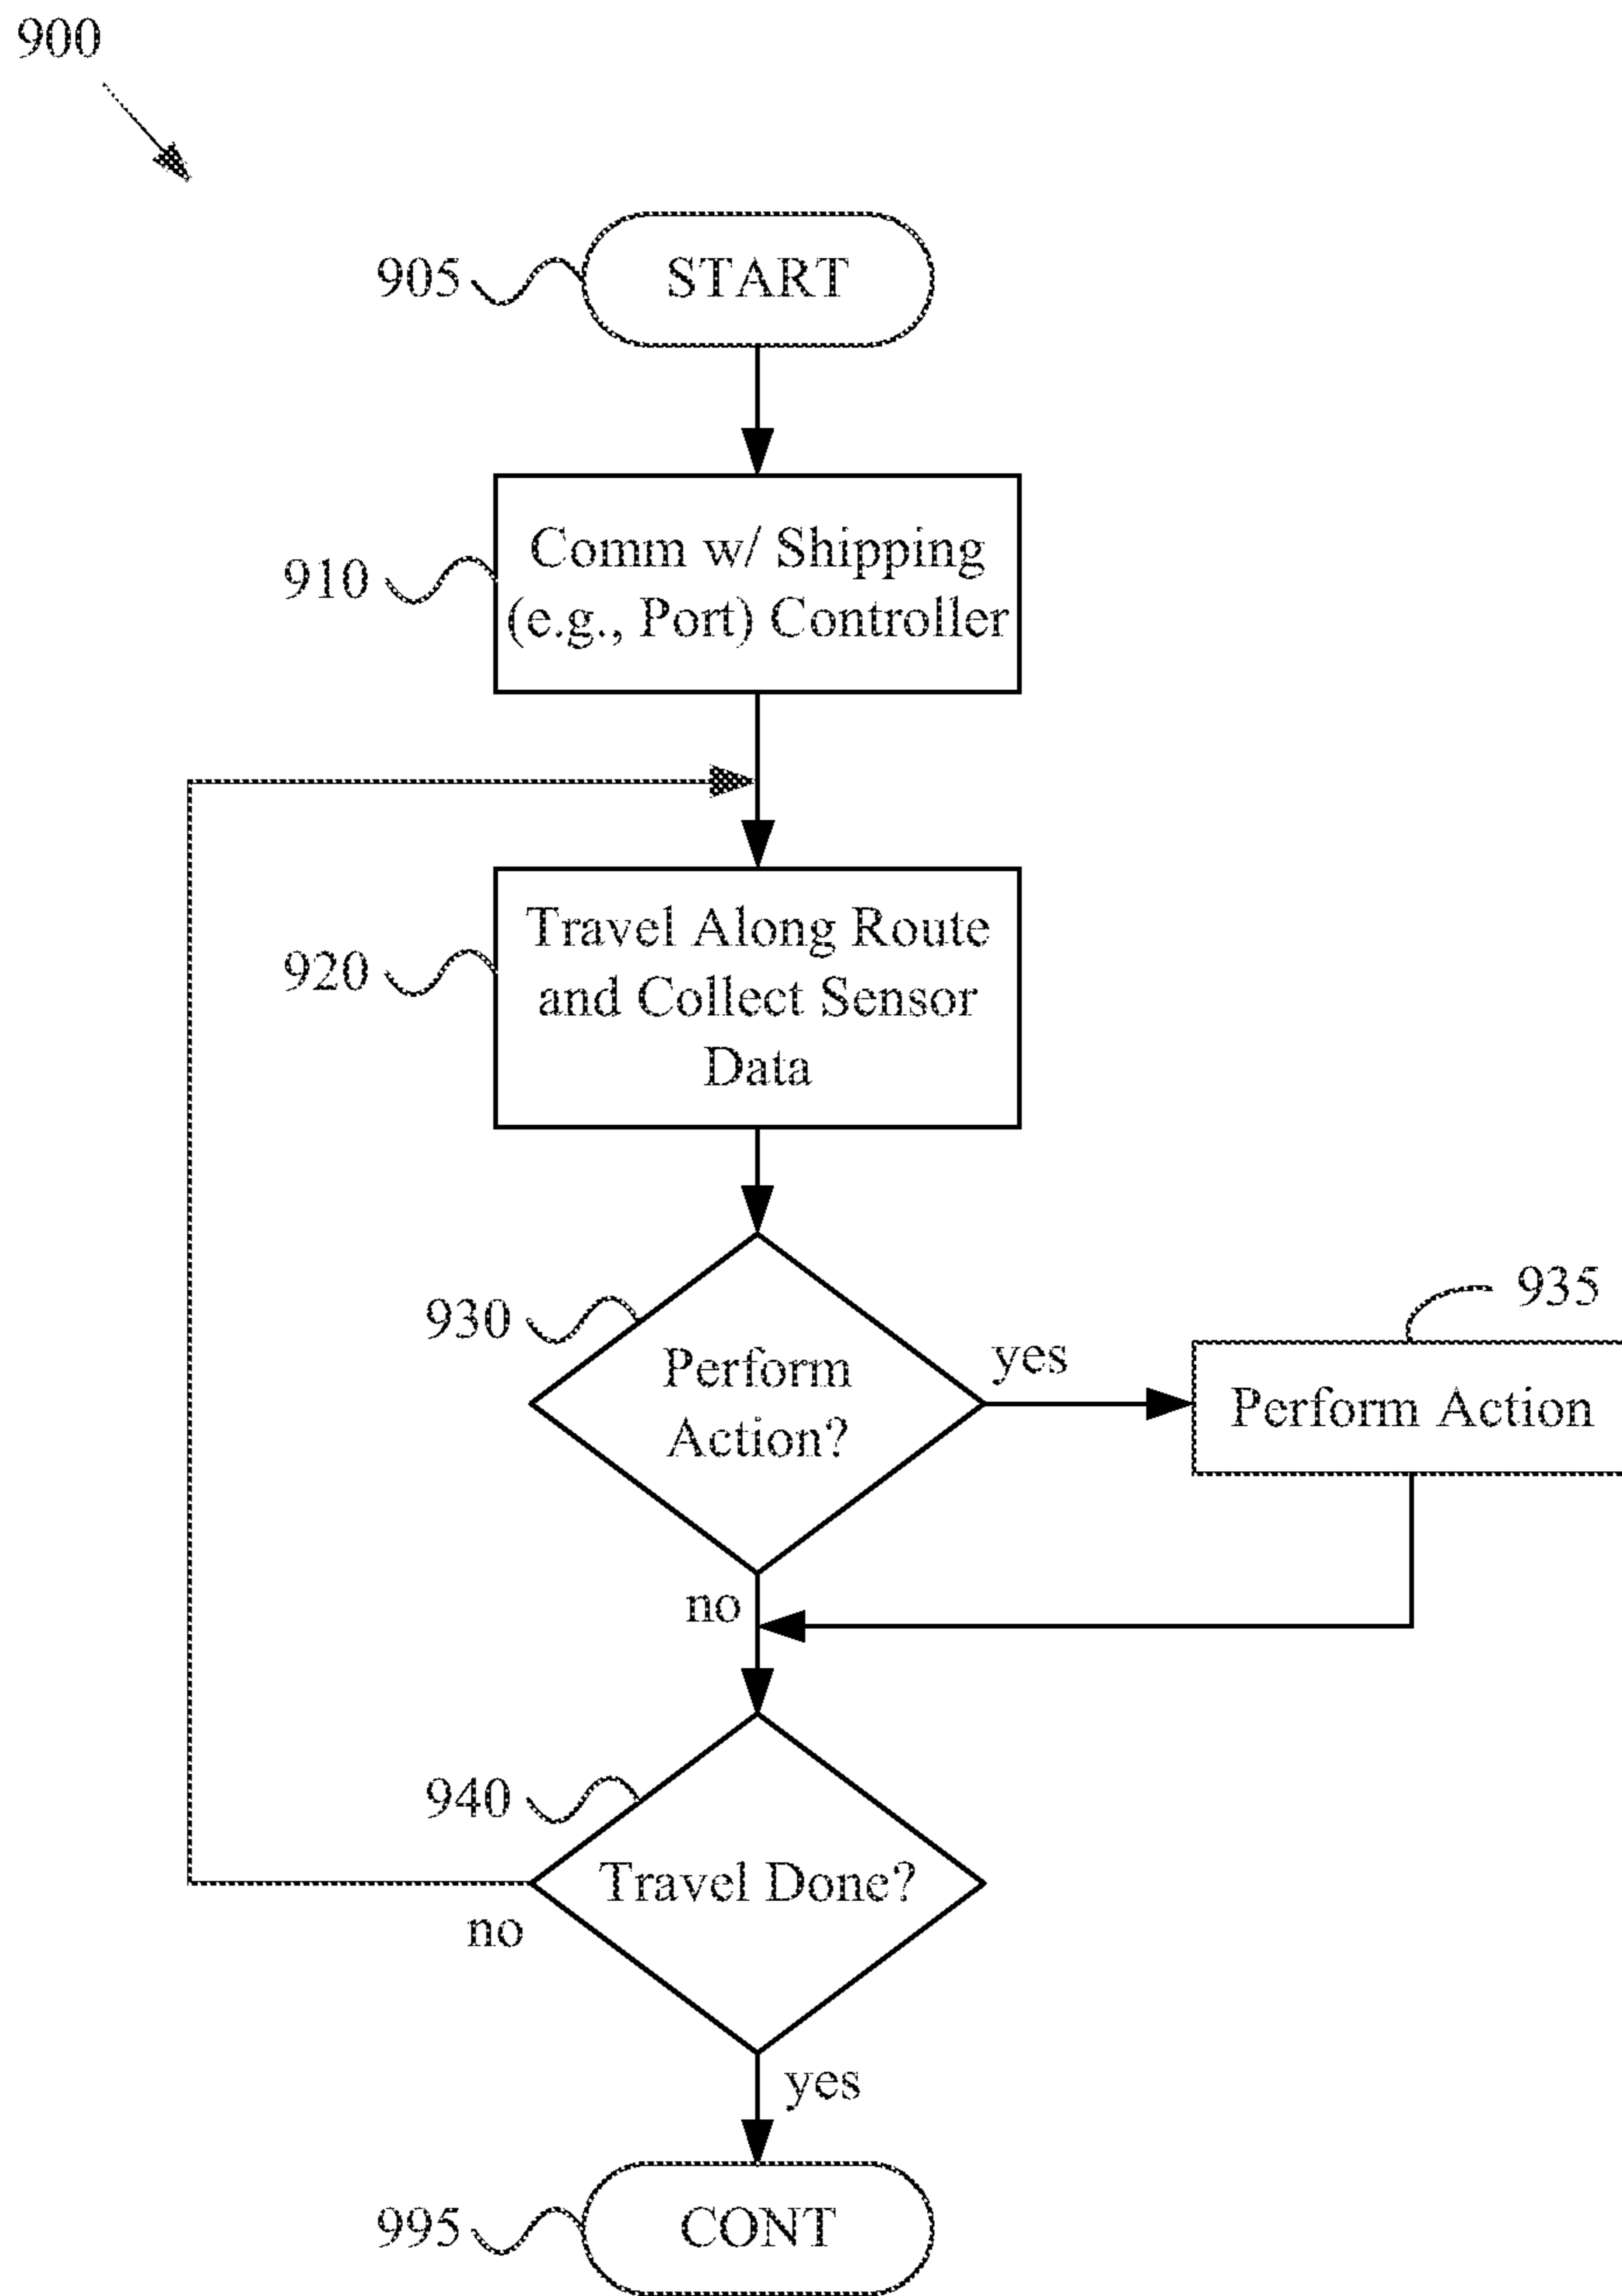 900
905
START
910
Comm w/ Shipping
(e.g., Port) Controller
920
Travel Along Route
and Collect Sensor
Data
930
Perform
Action?
yes
935
Perform Action
no
940
Travel Done?
no
yes
995
CONT